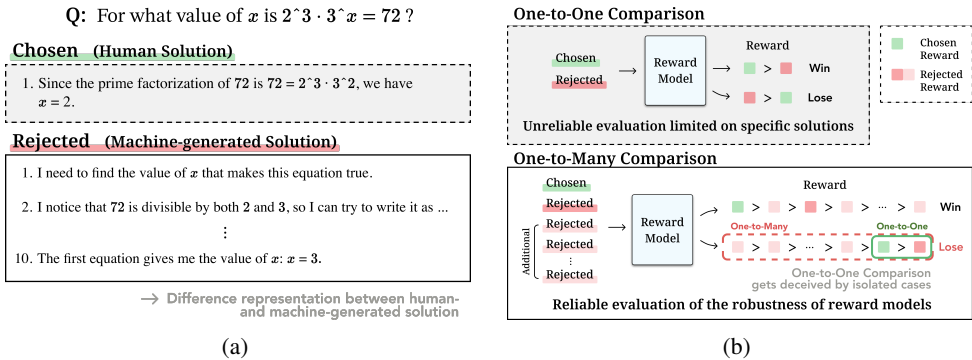 Q: For what value of x is 2^3 · 3^x = 72 ?
Chosen (Human Solution)
1. Since the prime factorization of 72 is 72 = 2^3 · 3^2, we have
x = 2.
Rejected (Machine-generated Solution)
1. I need to find the value of x that makes this equation true.
2. I notice that 72 is divisible by both 2 and 3, so I can try to write it as ...
⋮
10. The first equation gives me the value of x: x = 3.
→ Difference representation between human-
and machine-generated solution
(a)
One-to-One Comparison
Chosen
Rejected
Reward
Model
Reward
> Win
> Lose
Unreliable evaluation limited on specific solutions
Chosen
Reward
Rejected
Reward
One-to-Many Comparison
Chosen
Rejected
Additional
Rejected
Rejected
⋮
Rejected
Reward
Model
Reward
> > > > ··· > Win
One-to-Many One-to-One
> > ··· > > > Lose
One-to-One Comparison
gets deceived by isolated cases
Reliable evaluation of the robustness of reward models
(b)